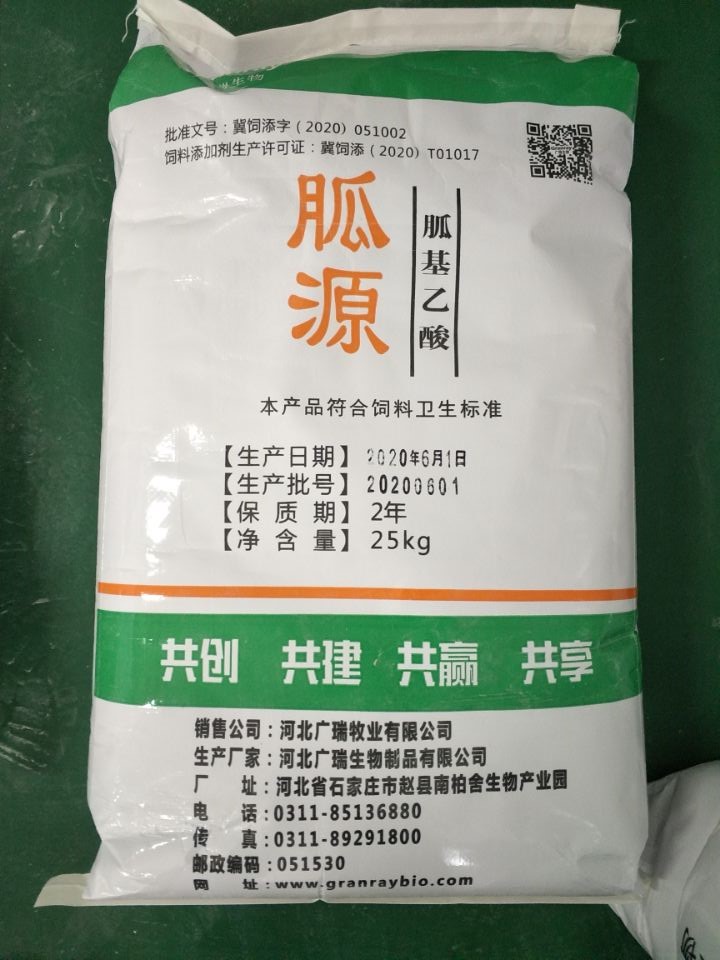 生物
批准文号：冀饲添字（2020）051002
饲料添加剂生产许可证：冀饲添（2020）T01017
胍源
胍基乙酸
本产品符合饲料卫生标准
【生产日期】2020年6月1日
【生产批号】20200601
【保 质 期】2年
【净 含 量】25kg
共创 共建 共赢 共享
销售公司：河北广瑞牧业有限公司
生产厂家：河北广瑞生物制品有限公司
厂 址：河北省石家庄市赵县南柏舍生物产业园
电 话：0311-85136880
传 真：0311-89291800
邮政编码：051530
网 址：www.granraybio.com